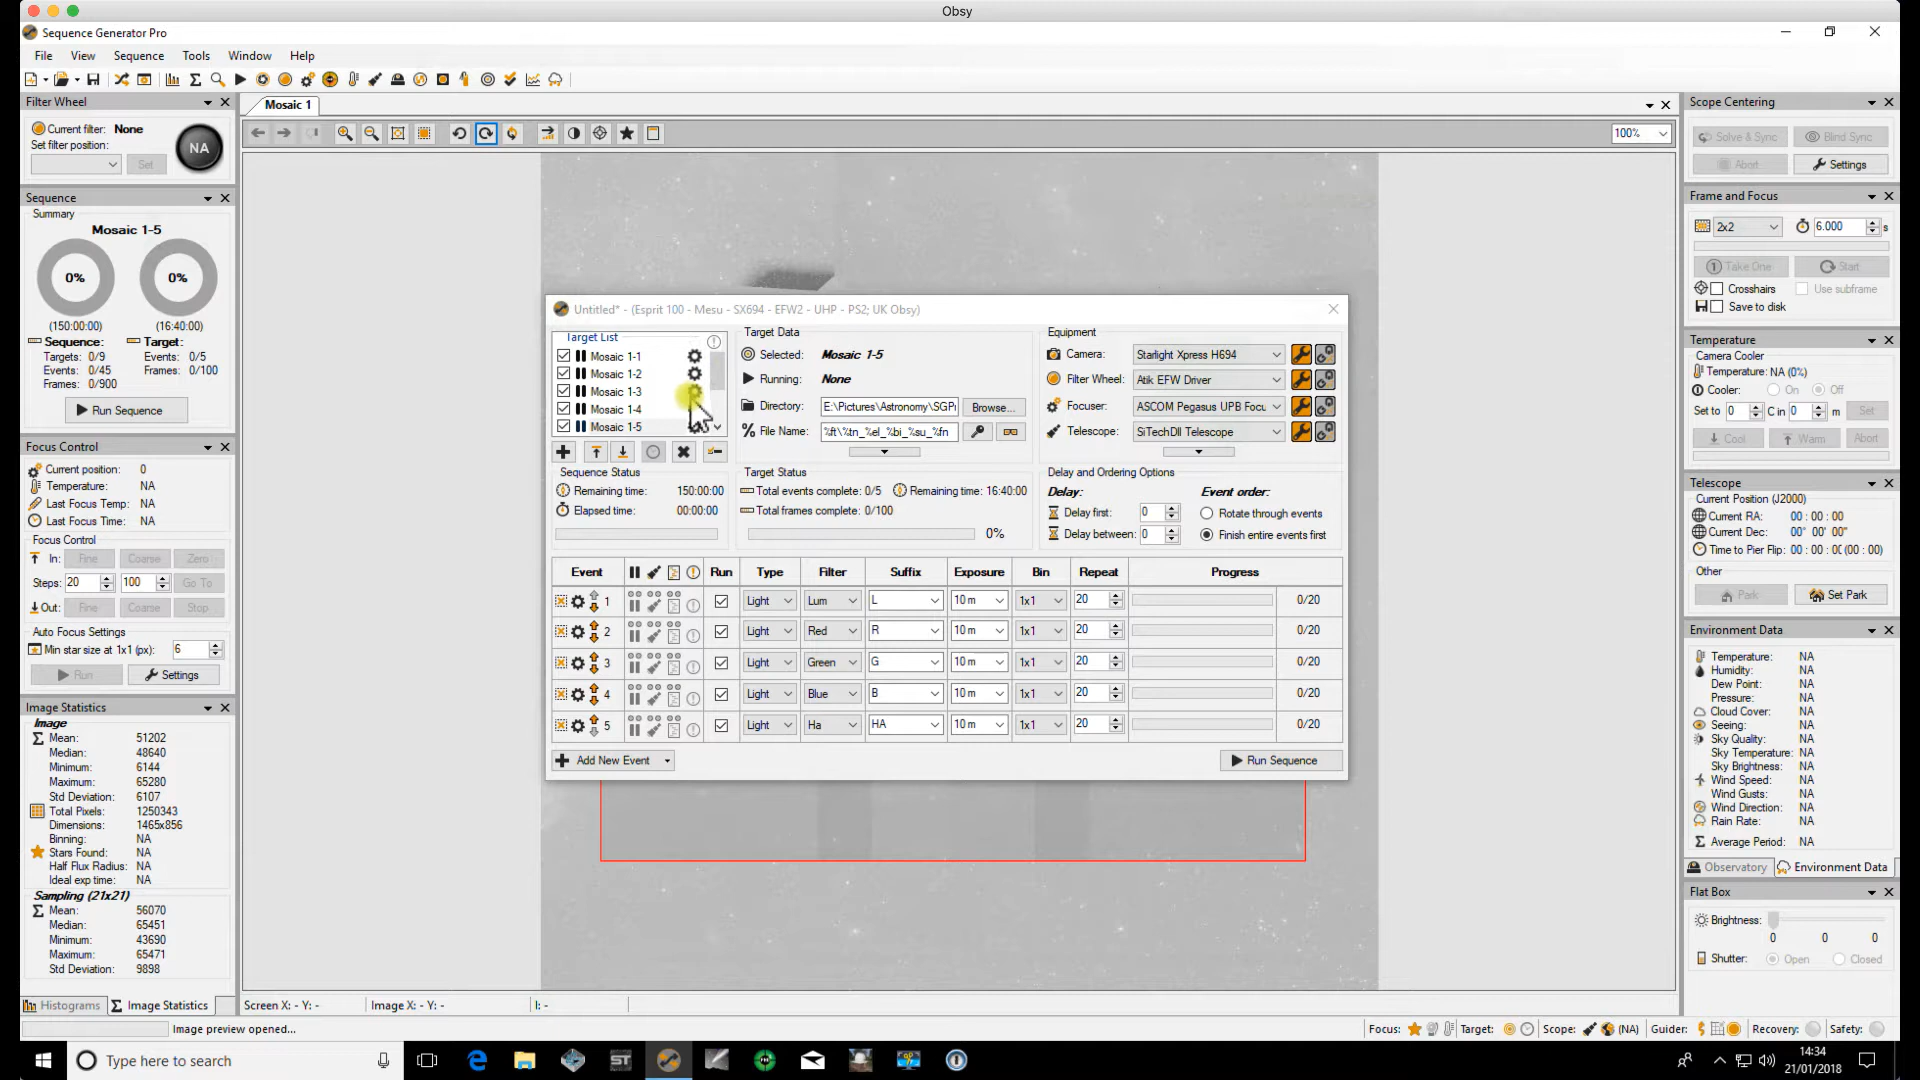 Obsy
Sequence Generator Pro
File View Sequence Tools Window Help
Filter Wheel
Current filter: None
Set filter position:
Set
NA
Sequence
Summary
Mosaic 1-5
0% 0%
(150:00:00) (16:40:00)
Sequence: Target:
Targets: 0/9 Events: 0/5
Events: 0/45 Frames: 0/100
Frames: 0/900
Run Sequence
Focus Control
Current position: 0
Temperature: NA
Last Focus Temp: NA
Last Focus Time: NA
Focus Control
In: Fine Coarse Zero
Steps: 20 100 Go To
Out: Fine Coarse Stop
Auto Focus Settings
Min star size at 1x1 (px): 6
Run Settings
Image Statistics
Image
Mean: 51202
Median: 48640
Minimum: 6144
Maximum: 65280
Std Deviation: 6107
Total Pixels: 1250343
Dimensions: 1465x856
Binning: NA
Stars Found: NA
Half Flux Radius: NA
Ideal exp time: NA
Sampling (21x21)
Mean: 56070
Median: 65451
Minimum: 43690
Maximum: 65471
Std Deviation: 9898
Histograms Image Statistics
Mosaic 1
100%
Untitled* - (Esprit 100 - Mesu - SX694 - EFW2 - UHP - PS2; UK Obsy)
Target List
Mosaic 1-1
Mosaic 1-2
Mosaic 1-3
Mosaic 1-4
Mosaic 1-5
Target Data
Selected: Mosaic 1-5
Running: None
Directory: E:\Pictures\Astronomy\SGP\ Browse...
File Name: %ft\%tn_%el_%bi_%su_%fn
Equipment
Camera: Starlight Xpress H694
Filter Wheel: Atik EFW Driver
Focuser: ASCOM Pegasus UPB Focu
Telescope: SiTechDll Telescope
Sequence Status
Remaining time: 150:00:00
Elapsed time: 00:00:00
Target Status
Total events complete: 0/5 Remaining time: 16:40:00
Total frames complete: 0/100
0%
Delay and Ordering Options
Delay: Event order:
Delay first: 0 Rotate through events
Delay between: 0 Finish entire events first
Event Run Type Filter Suffix Exposure Bin Repeat Progress
1 Light Lum L 10 m 1x1 20 0/20
2 Light Red R 10 m 1x1 20 0/20
3 Light Green G 10 m 1x1 20 0/20
4 Light Blue B 10 m 1x1 20 0/20
5 Light Ha HA 10 m 1x1 20 0/20
Add New Event Run Sequence
Screen X: - Y: - Image X: - Y: - I: -
Scope Centering
Solve & Sync Blind Sync
Abort Settings
Frame and Focus
2x2 6.000 s
Take One Start
Crosshairs Use subframe
Save to disk
Temperature
Camera Cooler
Temperature: NA (0%)
Cooler: On Off
Set to 0 C in 0 m Set
Cool Warm Abort
Telescope
Current Position (J2000)
Current RA: 00 : 00 : 00
Current Dec: 00° 00' 00"
Time to Pier Flip: 00 : 00 : 0( (00 : 00)
Other
Park Set Park
Environment Data
Temperature: NA
Humidity: NA
Dew Point: NA
Pressure: NA
Cloud Cover: NA
Seeing: NA
Sky Quality: NA
Sky Temperature: NA
Sky Brightness: NA
Wind Speed: NA
Wind Gusts: NA
Wind Direction: NA
Rain Rate: NA
Average Period: NA
Observatory Environment Data
Flat Box
Brightness:
0 0 0
Shutter: Open Closed
Image preview opened...
Focus: Target: Scope: (NA) Guider: Recovery: Safety:
Type here to search
ST
14:34
21/01/2018